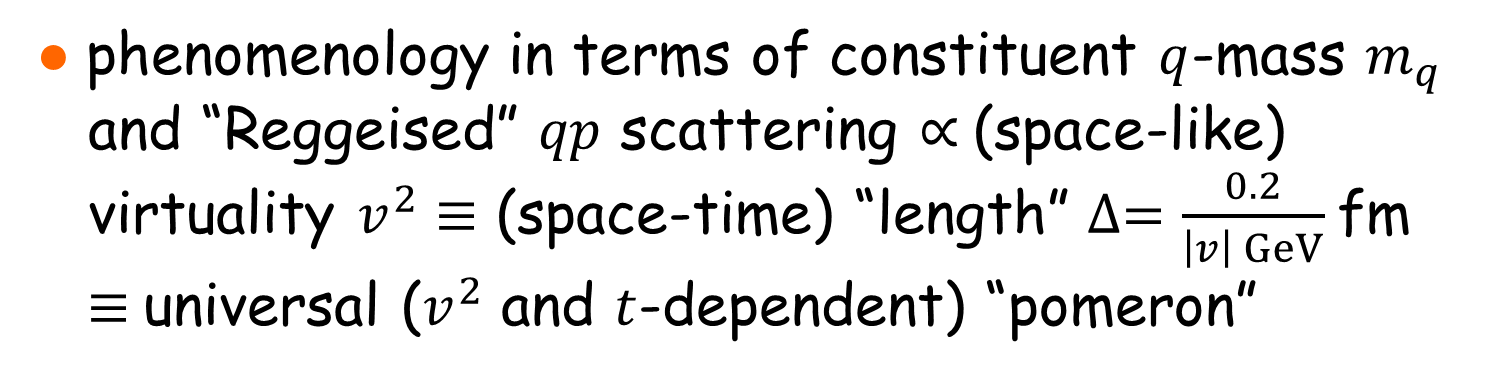 • phenomenology in terms of constituent q-mass m_q
and “Reggeised” qp scattering ∝ (space-like)
virtuality v² ≡ (space-time) “length” Δ= 0.2/|v| GeV fm
≡ universal (v² and t-dependent) “pomeron”